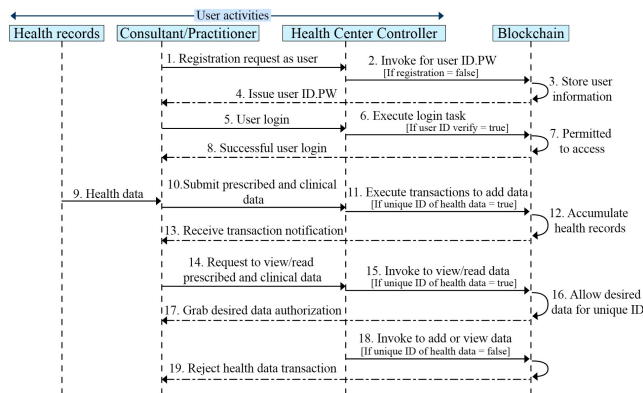 User activities
Health records
Consultant/Practitioner
Health Center Controller
Blockchain
1. Registration request as user
2. Invoke for user ID.PW
[If registration = false]
3. Store user
information
4. Issue user ID.PW
5. User login
6. Execute login task
[If user ID verify = true]
7. Permitted
to access
8. Successful user login
9. Health data
10.Submit prescribed and clinical
data
11. Execute transactions to add data
[If unique ID of health data = true]
12. Accumulate
health records
13. Receive transaction notification
14. Request to view/read
prescribed and clinical data
15. Invoke to view/read data
[If unique ID of health data = true]
16. Allow desired
data for unique ID
17. Grab desired data authorization
18. Invoke to add or view data
[If unique ID of health data = false]
19. Reject health data transaction